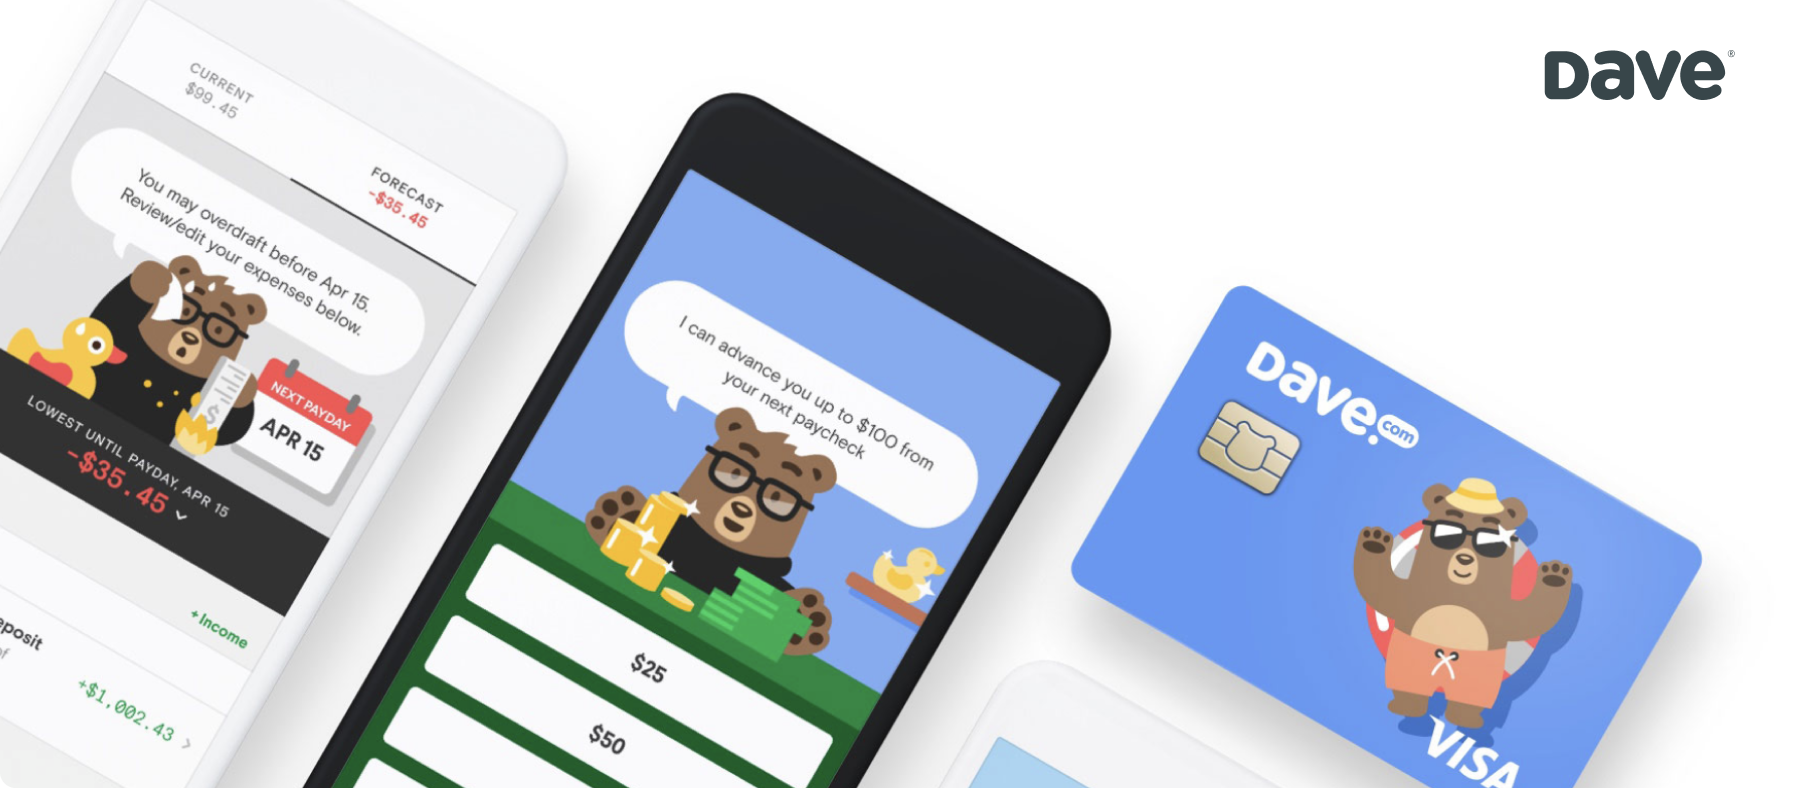 Dave®
CURRENT
$99.45
FORECAST
-$35.45
You may overdraft before Apr 15.
Review/edit your expenses below.
NEXT PAYDAY
APR 15
$
LOWEST UNTIL PAYDAY, APR 15
-$35.45
+Income
+$1,002.43
I can advance you up to $100 from
your next paycheck
$25
$50
Dave.com
VISA